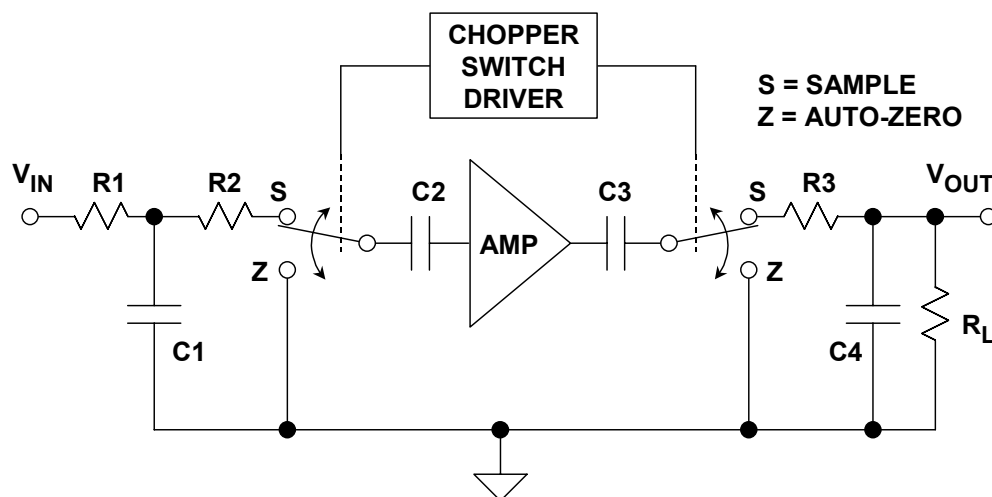 CHOPPER
SWITCH
DRIVER
S = SAMPLE
Z = AUTO-ZERO
VIN
R1
R2
S
C2
AMP
C3
S
R3
VOUT
Z
Z
C1
C4
RL